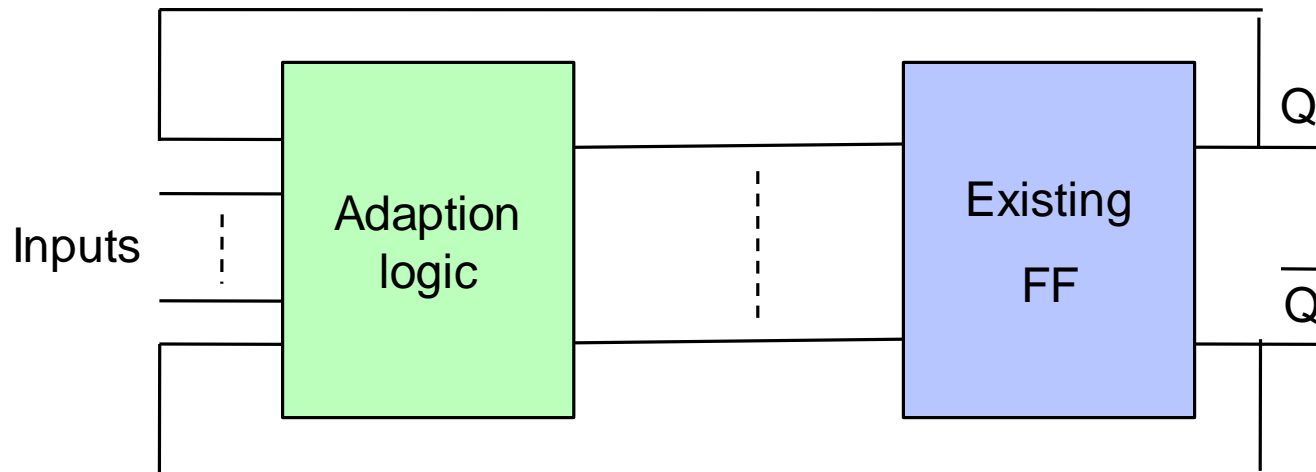 Q
Adaption
logic
Existing
FF
Inputs
Q̅